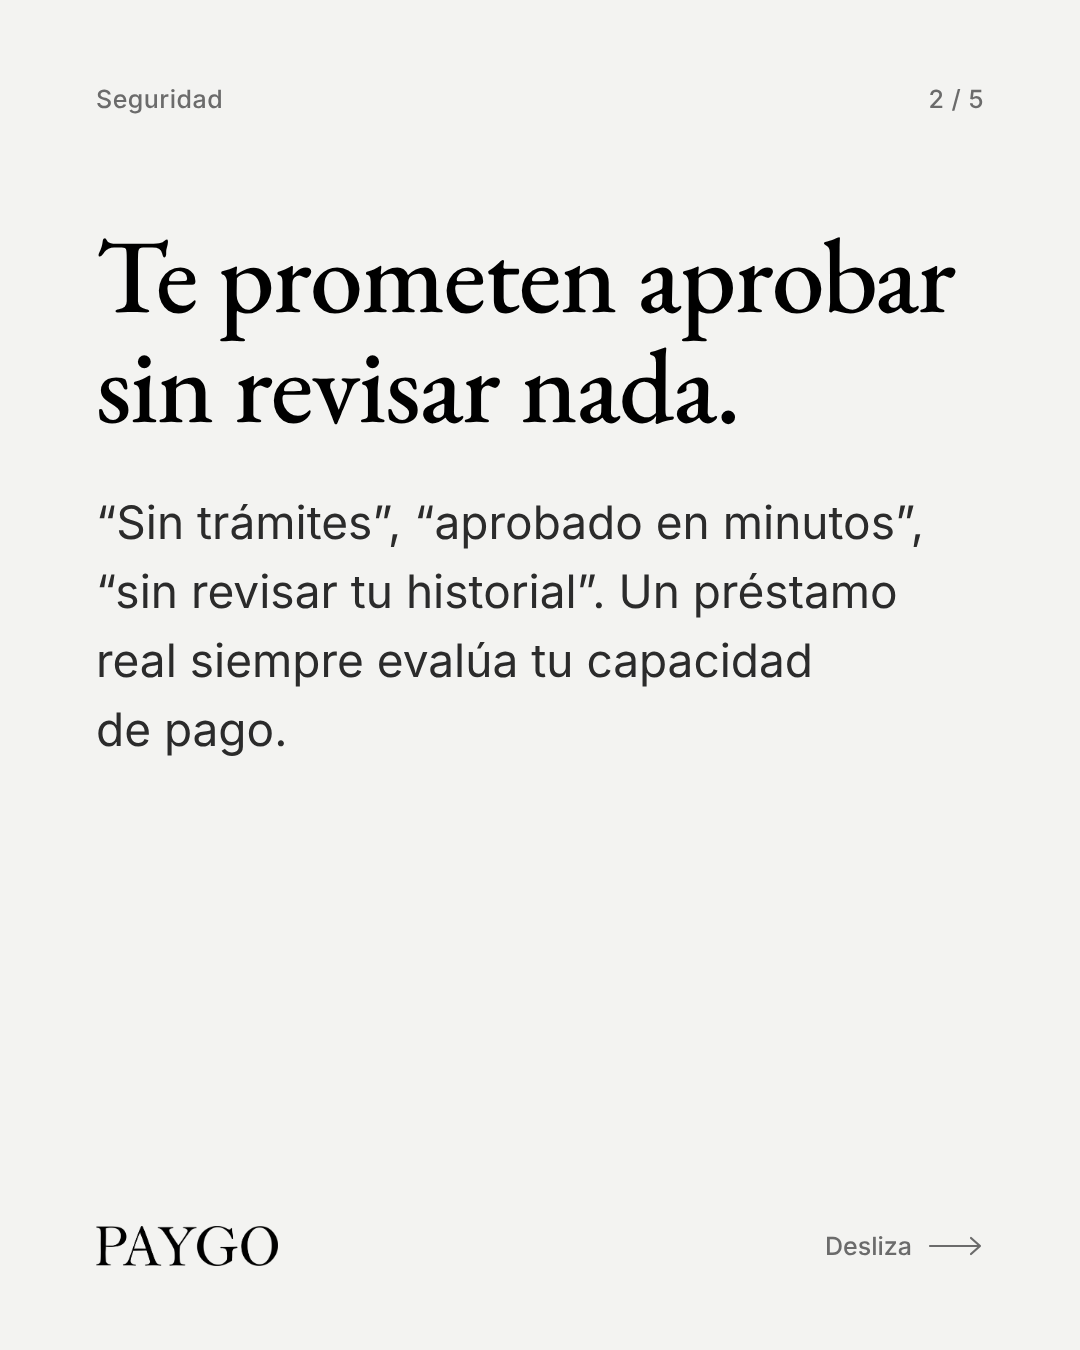 Seguridad
2 / 5
Te prometen aprobar
sin revisar nada.
“Sin trámites”, “aprobado en minutos”,
“sin revisar tu historial”. Un préstamo
real siempre evalúa tu capacidad
de pago.
PAYGO
Desliza →